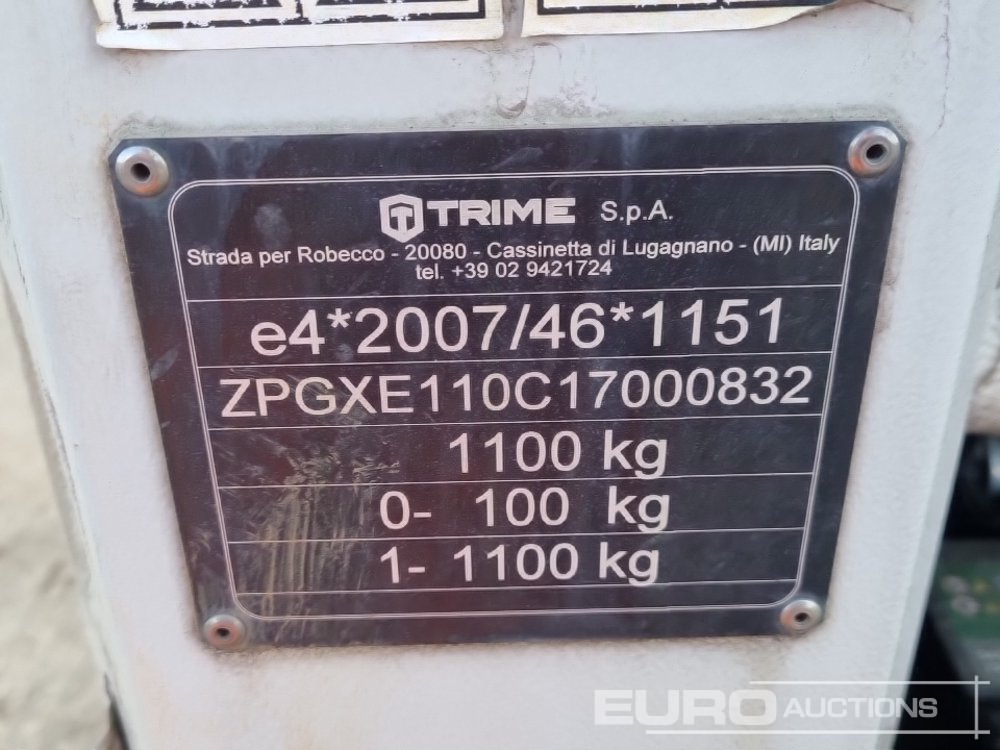 TRIME S.p.A.
Strada per Robecco - 20080 - Cassinetta di Lugagnano - (MI) Italy
tel. +39 02 9421724
e4*2007/46*1151
ZPGXE110C17000832
1100 kg
0- 100 kg
1- 1100 kg
EURO AUCTIONS